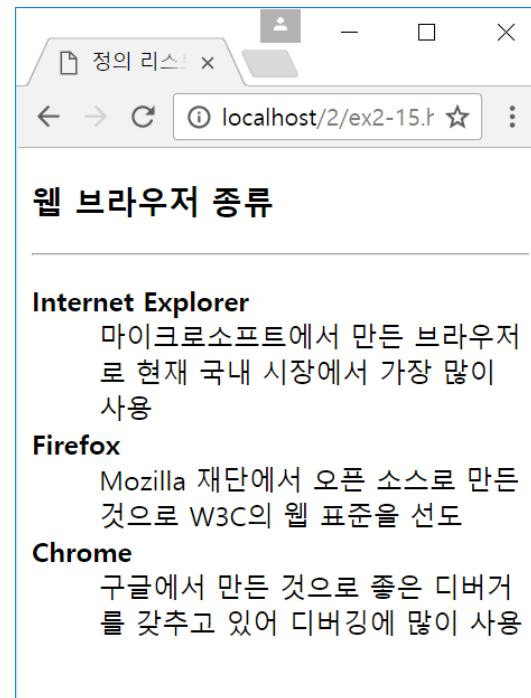 정의 리스
localhost/2/ex2-15.h
웹 브라우저 종류
Internet Explorer
마이크로소프트에서 만든 브라우저
로 현재 국내 시장에서 가장 많이
사용
Firefox
Mozilla 재단에서 오픈 소스로 만든
것으로 W3C의 웹 표준을 선도
Chrome
구글에서 만든 것으로 좋은 디버거
를 갖추고 있어 디버깅에 많이 사용